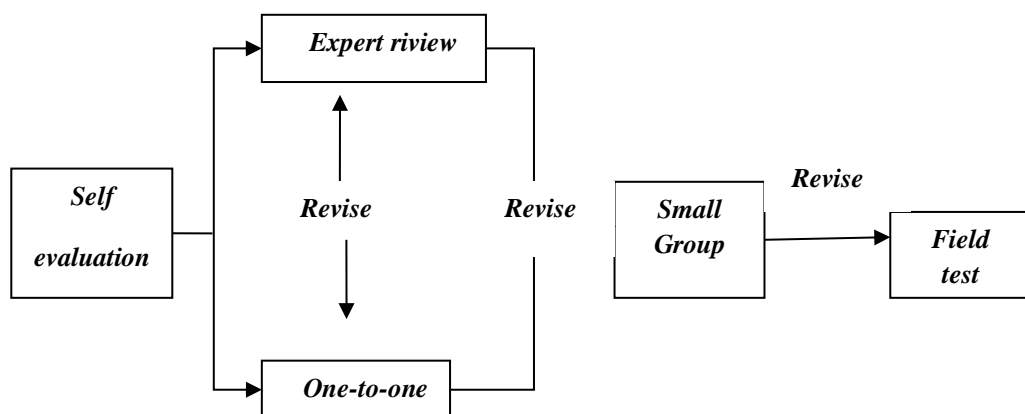 Expert riview
Self
evaluation
Revise
Revise
Small
Group
Revise
Field
test
One-to-one